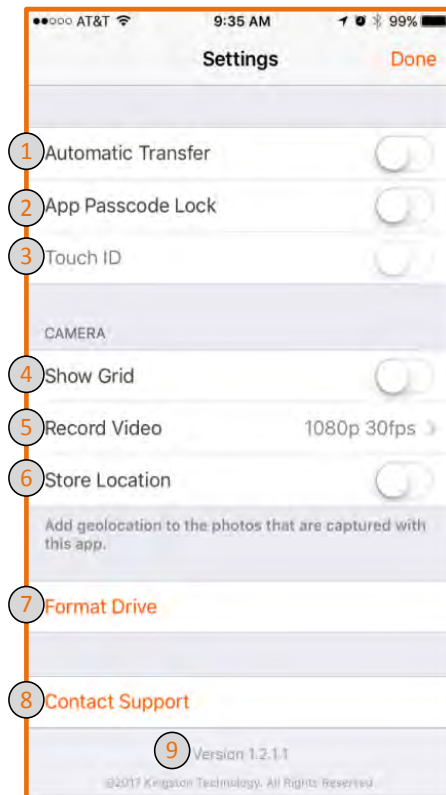 ●●○○○ AT&T 9:35 AM 99%
Settings Done
1 Automatic Transfer
2 App Passcode Lock
3 Touch ID
CAMERA
4 Show Grid
5 Record Video 1080p 30fps >
6 Store Location
Add geolocation to the photos that are captured with
this app.
7 Format Drive
8 Contact Support
9 Version 1.2.1.1
©2017 Kingston Technology. All Rights Reserved